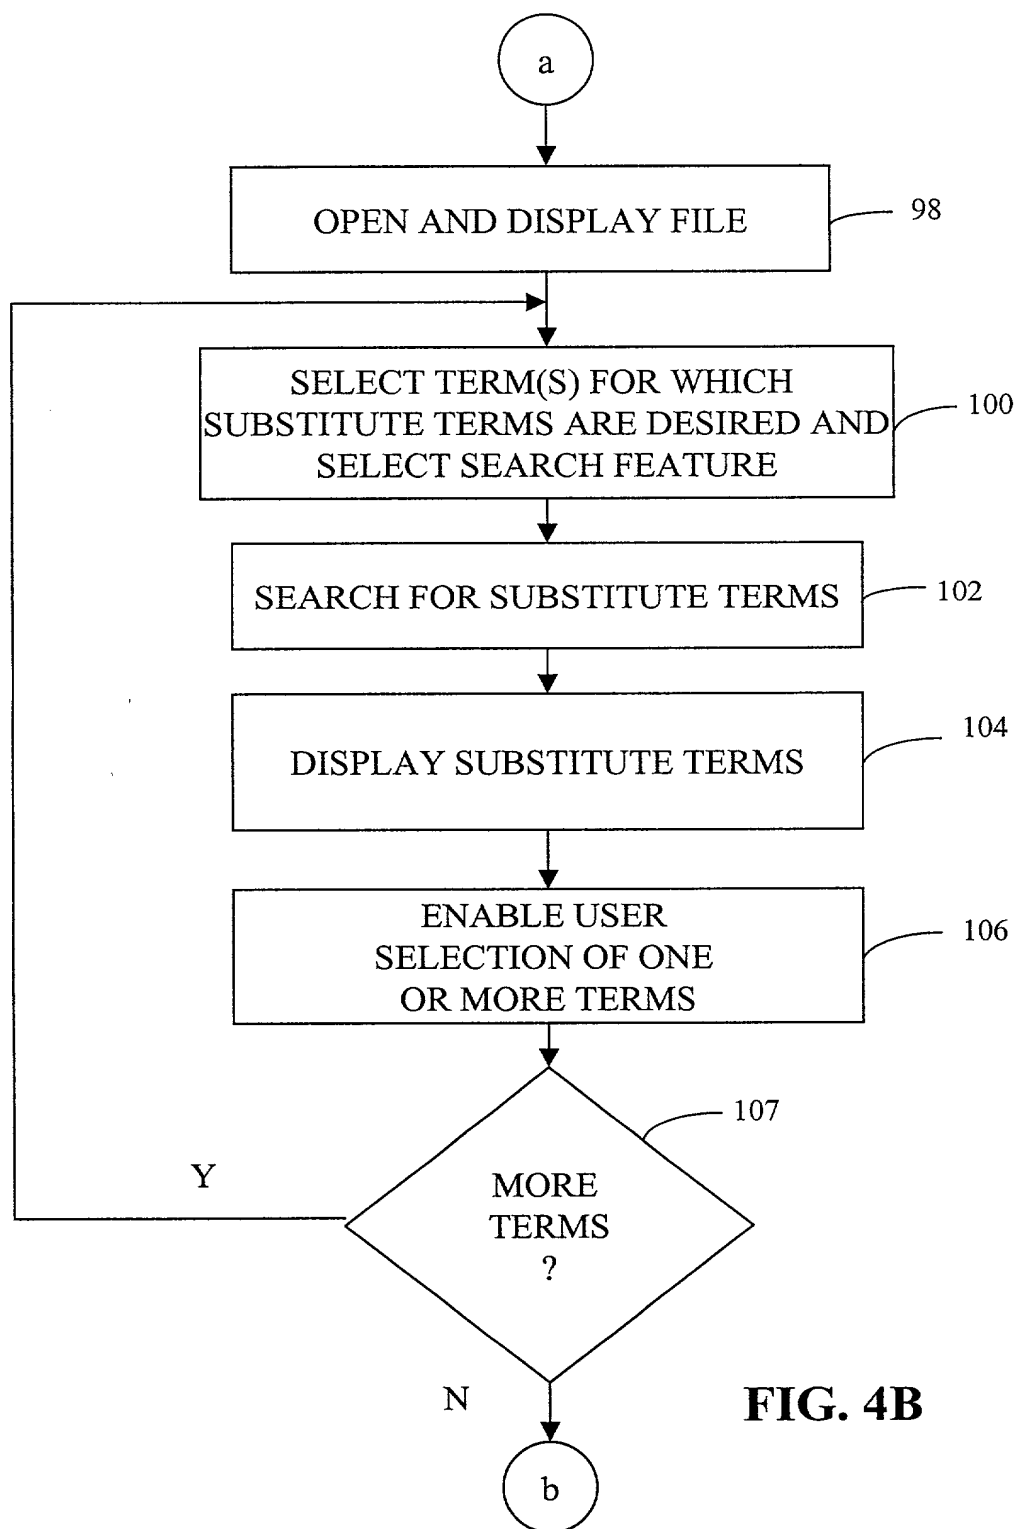 a
OPEN AND DISPLAY FILE
98
SELECT TERM(S) FOR WHICH
SUBSTITUTE TERMS ARE DESIRED AND
SELECT SEARCH FEATURE
100
SEARCH FOR SUBSTITUTE TERMS
102
DISPLAY SUBSTITUTE TERMS
104
ENABLE USER
SELECTION OF ONE
OR MORE TERMS
106
107
MORE
TERMS
?
Y
N
FIG. 4B
b